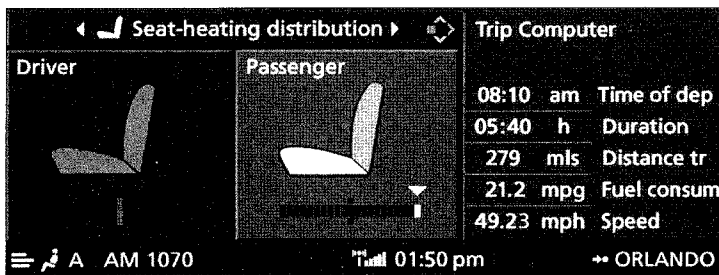 Seat-heating distribution
Trip Computer
Driver
Passenger
08:10 am Time of dep
05:40 h Duration
279 mls Distance tr
21.2 mpg Fuel consum
49.23 mph Speed
A AM 1070
01:50 pm
ORLANDO